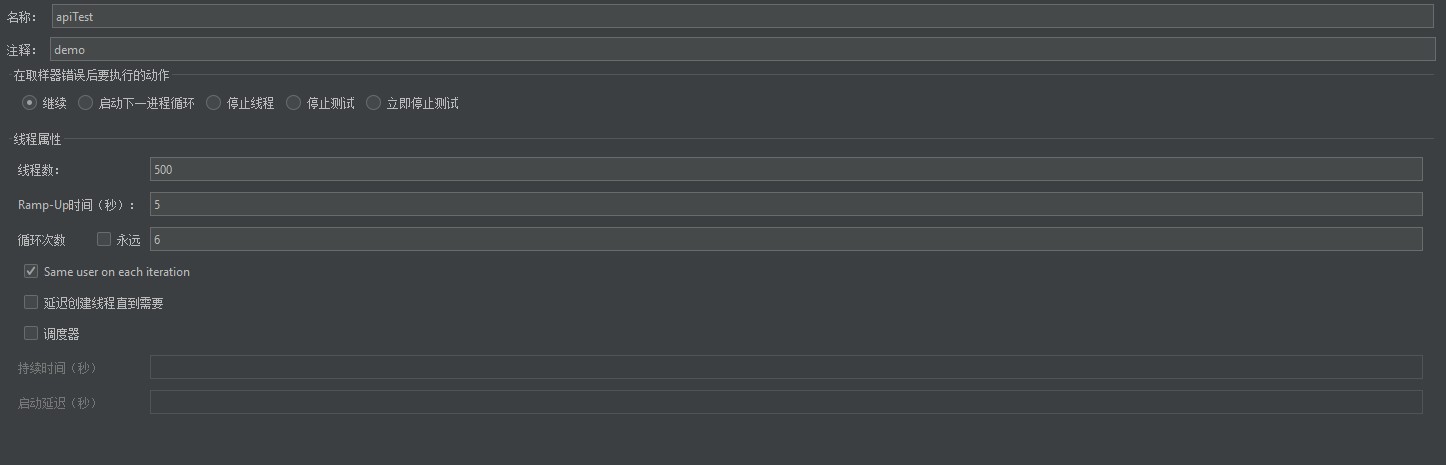 名称： apiTest
注释： demo
在取样器错误后要执行的动作
继续 启动下一进程循环 停止线程 停止测试 立即停止测试
线程属性
线程数： 500
Ramp-Up时间（秒）： 5
循环次数 永远 6
Same user on each iteration
延迟创建线程直到需要
调度器
持续时间（秒）
启动延迟（秒）